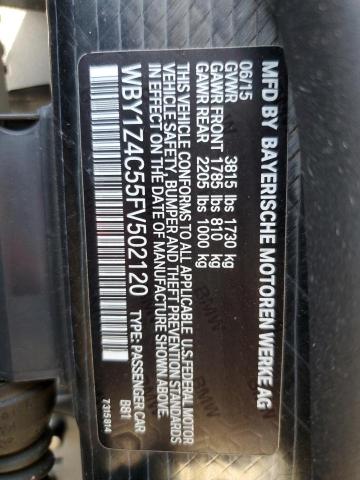 MFD BY BAYERISCHE MOTOREN WERKE AG
06/15
GVWR 3815 lbs 1730 kg
GAWR FRONT 1785 lbs 810 kg
GAWR REAR 2205 lbs 1000 kg
THIS VEHICLE CONFORMS TO ALL APPLICABLE U.S. FEDERAL MOTOR
VEHICLE SAFETY, BUMPER AND THEFT PREVENTION STANDARDS
IN EFFECT ON THE DATE OF MANUFACTURE SHOWN ABOVE.
WBY1Z4C55FV502120 TYPE: PASSENGER CAR
B81
7 315 814